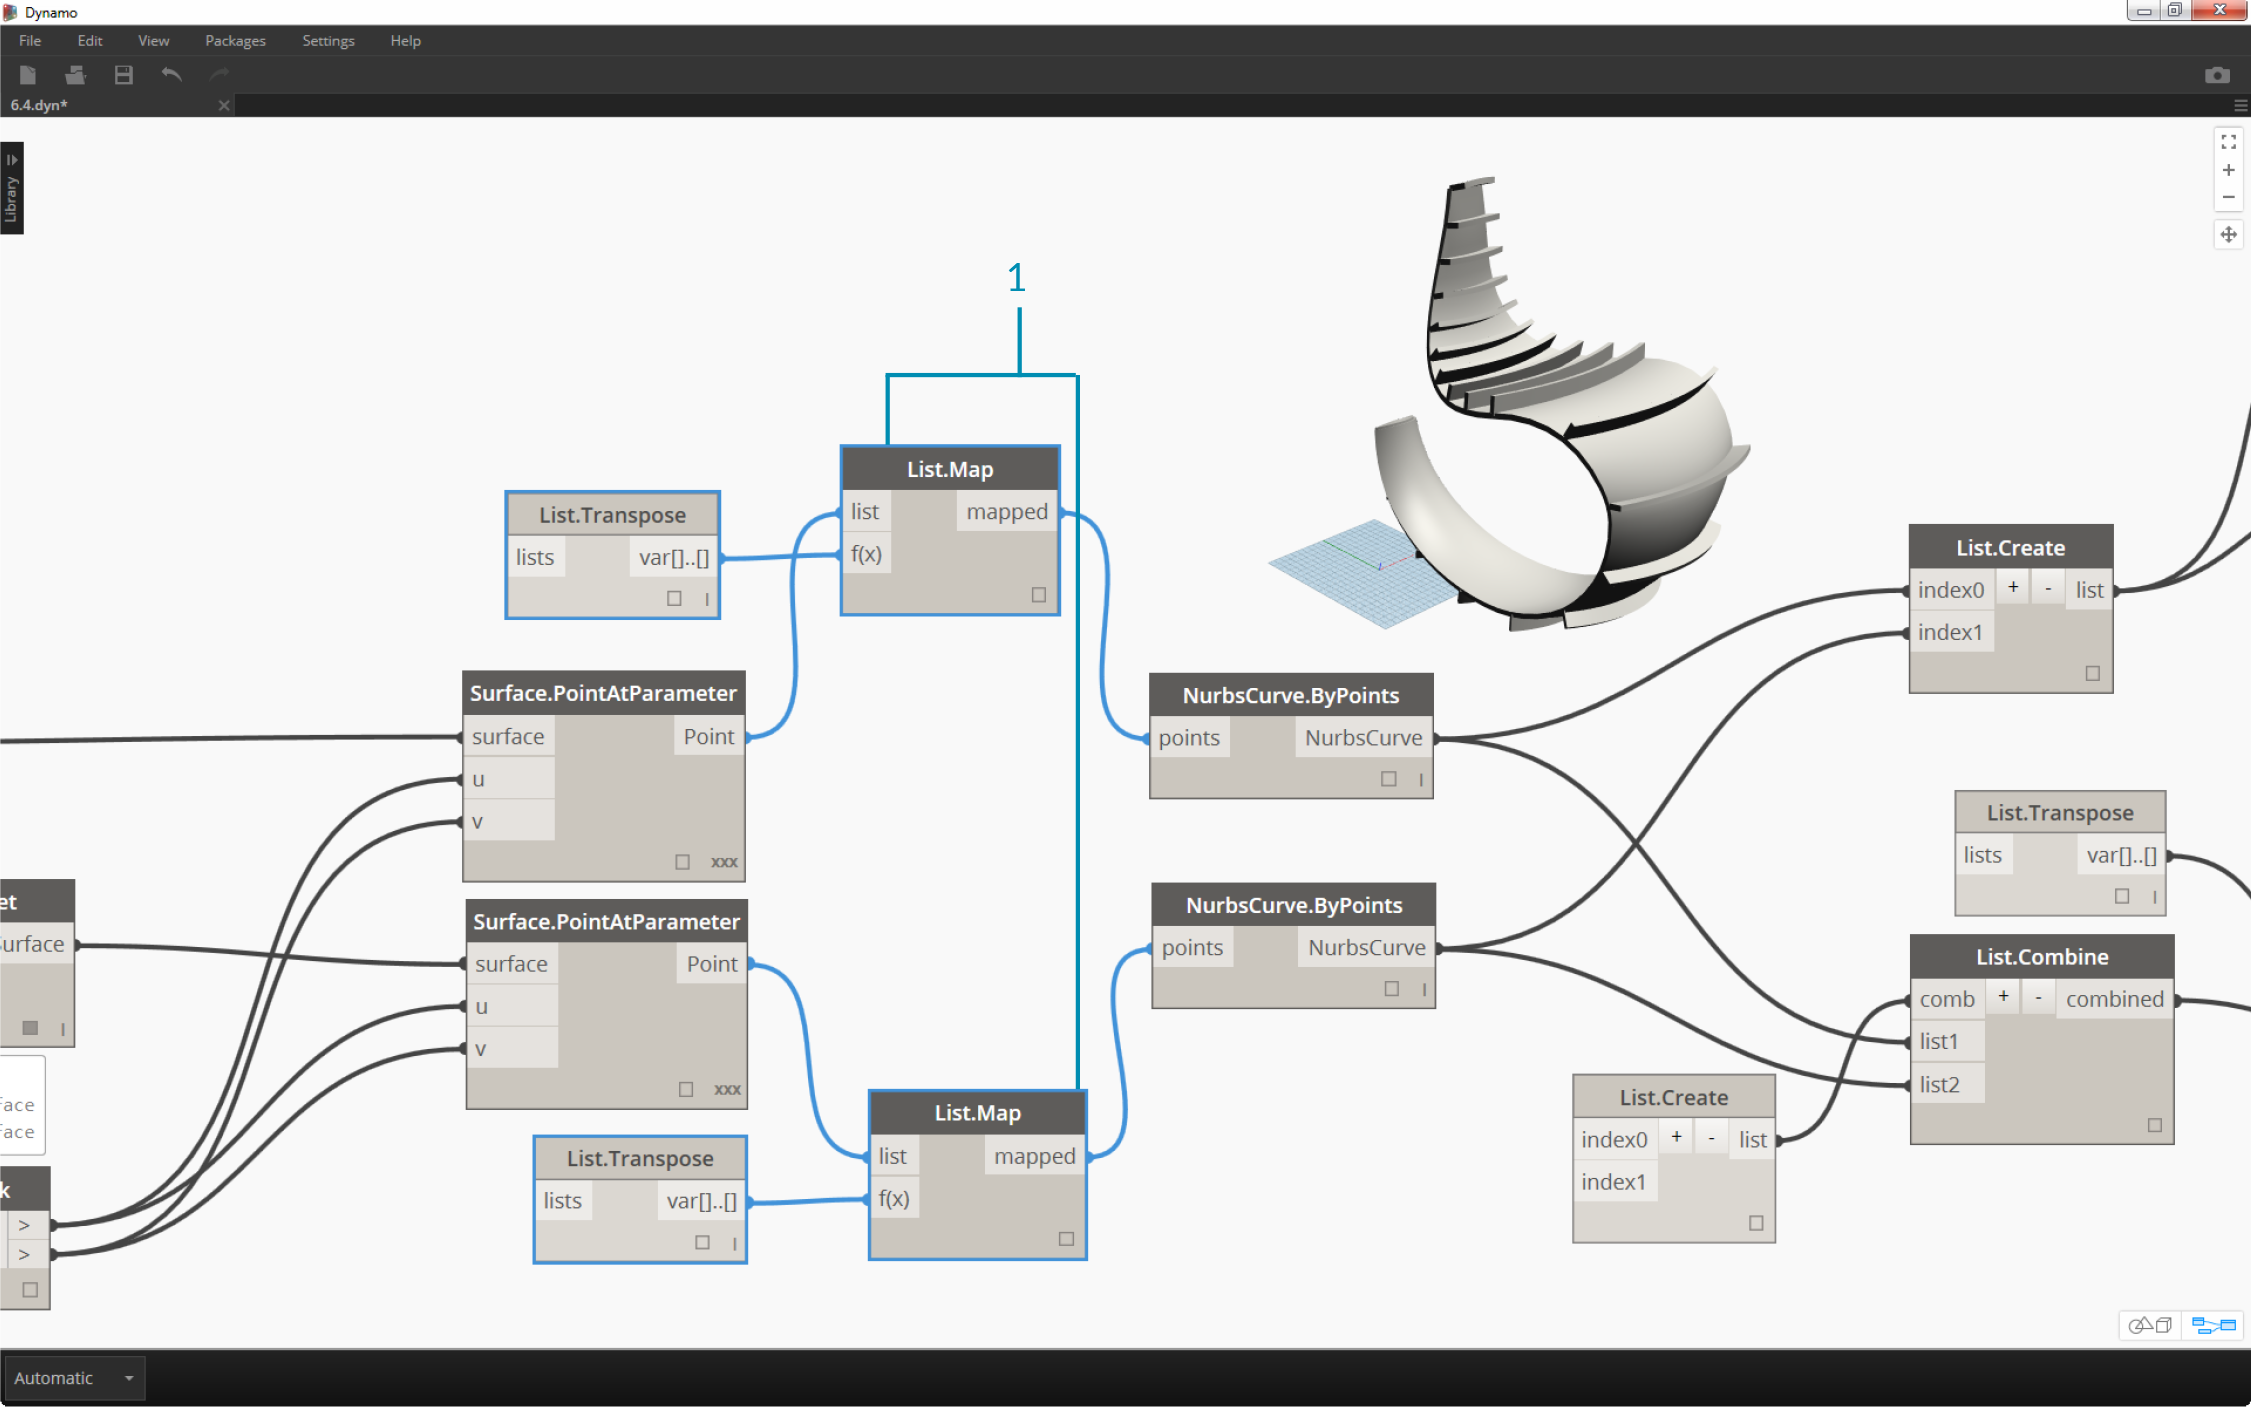 Dynamo
File Edit View Packages Settings Help
6.4.dyn*
Library
1
List.Map
list mapped
f(x)
List.Transpose
lists var[]..[]
I
Surface.PointAtParameter
surface Point
u
v
xxx
NurbsCurve.ByPoints
points NurbsCurve
I
List.Create
index0 + - list
index1
List.Transpose
lists var[]..[]
I
et
urface
I
Surface.PointAtParameter
surface Point
u
v
xxx
NurbsCurve.ByPoints
points NurbsCurve
I
List.Combine
comb + - combined
list1
list2
face
face
k
>
>
List.Transpose
lists var[]..[]
I
List.Map
list mapped
f(x)
List.Create
index0 + - list
index1
Automatic